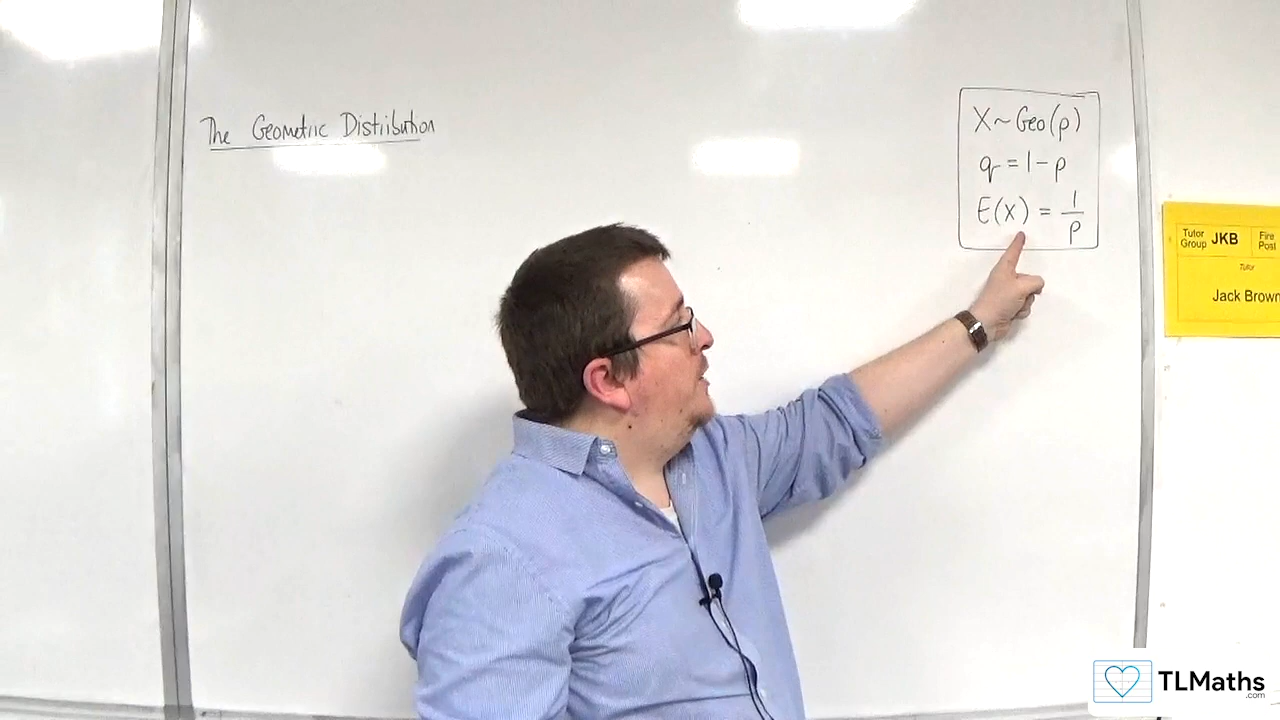 The Geometric Distribution
X ~ Geo(p)
q = 1 - p
E(X) = 1/p
Tutor Group JKB Fire Post
Tutor
Jack Brown
TLMaths
.com